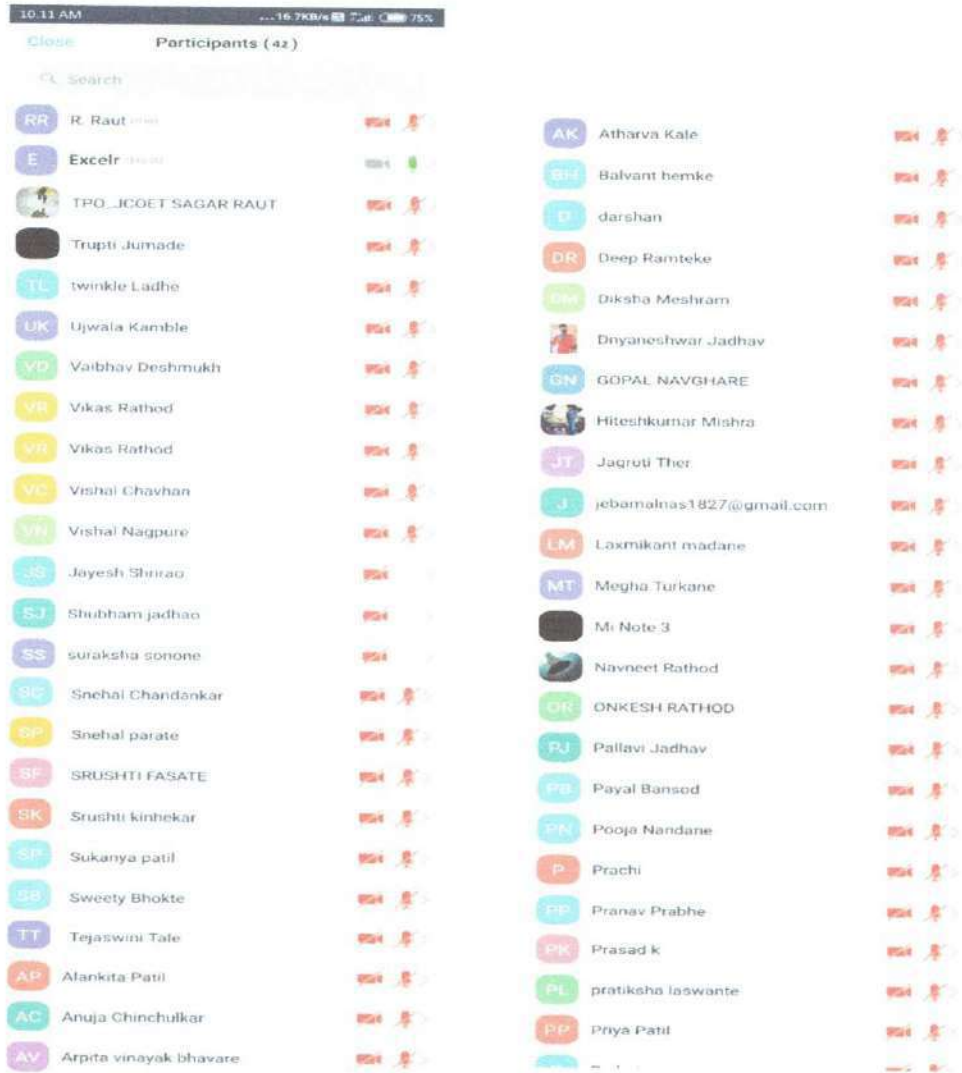 10.11 AM ...16.7KB/s 75%
Close Participants (42)
Search
RR R. Raut
E Excelr
TPO_JCOET SAGAR RAUT
Trupti Jumade
TL twinkle Ladhe
UK Ujwala Kamble
VD Vaibhav Deshmukh
VR Vikas Rathod
VR Vikas Rathod
VC Vishal Chavhan
VN Vishal Nagpure
JS Jayesh Shrirao
SJ Shubham jadhao
SS suraksha sonone
SC Snehal Chandankar
SP Snehal parate
SF SRUSHTI FASATE
SK Srushti kinhekar
SP Sukanya patil
SB Sweety Bhokte
TT Tejaswini Tale
AP Alankita Patil
AC Anuja Chinchulkar
AV Arpita vinayak bhavare
AK Atharva Kale
BH Balvant hemke
D darshan
DR Deep Ramteke
DM Diksha Meshram
Dnyaneshwar Jadhav
GN GOPAL NAVGHARE
Hiteshkumar Mishra
JT Jagruti Ther
J jebamalnas1827@gmail.com
LM Laxmikant madane
MT Megha Turkane
Mi Note 3
Navneet Rathod
OR ONKESH RATHOD
PJ Pallavi Jadhav
PB Payal Bansod
PN Pooja Nandane
P Prachi
PP Pranav Prabhe
PK Prasad k
PL pratiksha laswante
PP Priya Patil